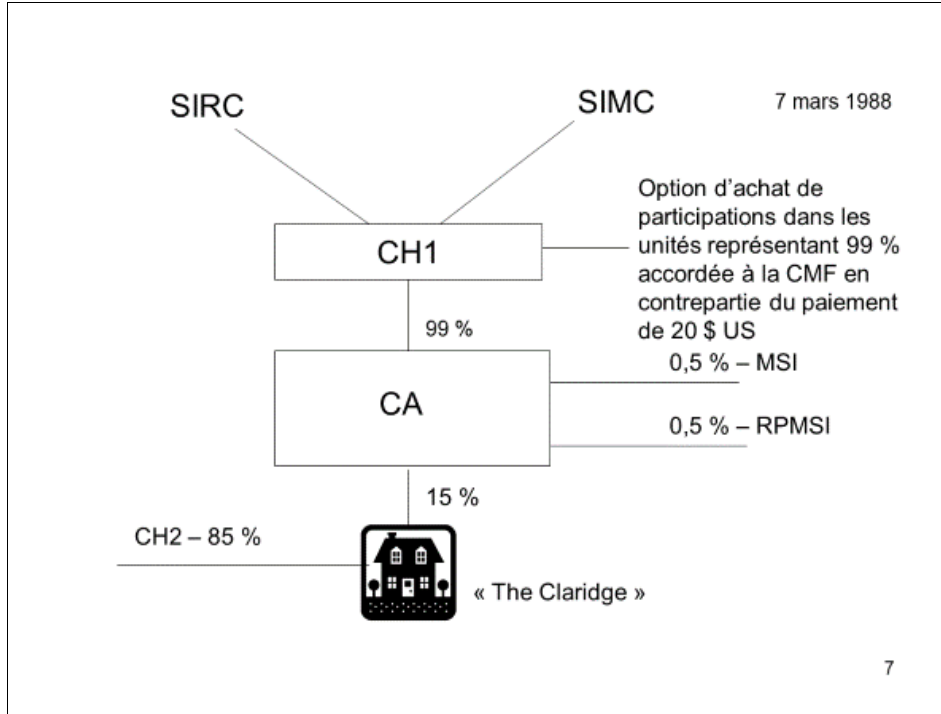 SIRC
SIMC
7 mars 1988
Option d’achat de
participations dans les
unités représentant 99 %
accordée à la CMF en
contrepartie du paiement
de 20 $ US
CH1
99 %
0,5 % – MSI
CA
0,5 % – RPMSI
15 %
CH2 – 85 %
« The Claridge »
7